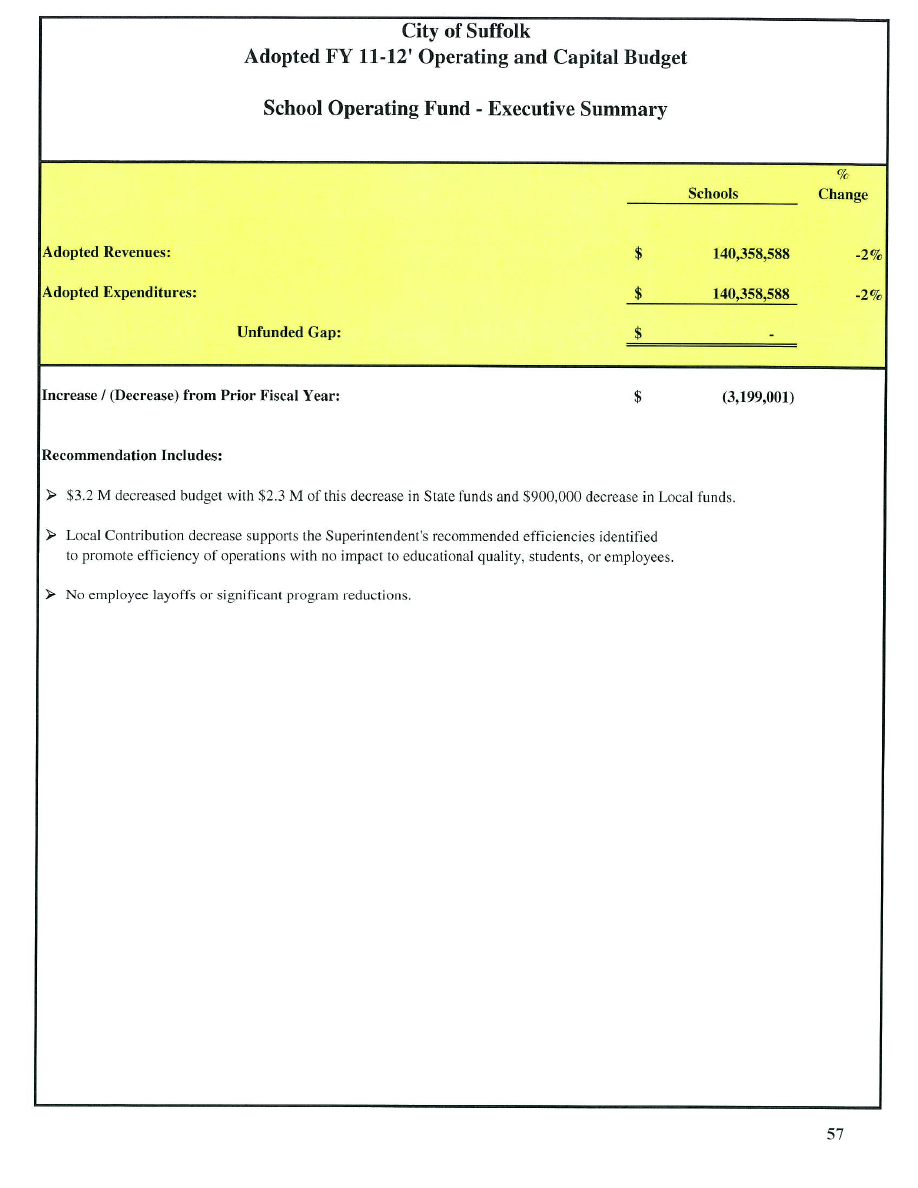 City of Suffolk
Adopted FY 11-12' Operating and Capital Budget
School Operating Fund - Executive Summary
%
Schools Change
Adopted Revenues: $ 140,358,588 -2%
Adopted Expenditures: $ 140,358,588 -2%
Unfunded Gap: $ -
Increase / (Decrease) from Prior Fiscal Year: $ (3,199,001)
Recommendation Includes:
➢ $3.2 M decreased budget with $2.3 M of this decrease in State funds and $900,000 decrease in Local funds.
➢ Local Contribution decrease supports the Superintendent's recommended efficiencies identified
to promote efficiency of operations with no impact to educational quality, students, or employees.
➢ No employee layoffs or significant program reductions.
57